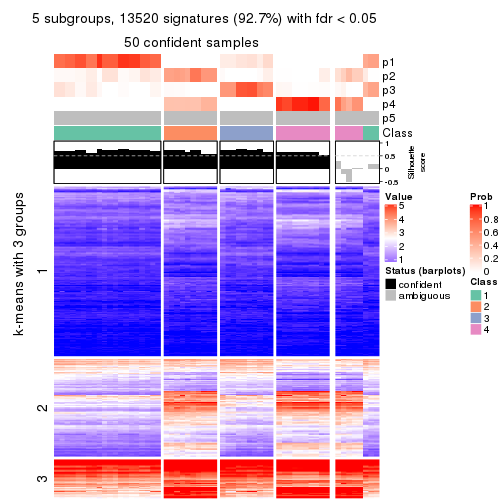 5 subgroups, 13520 signatures (92.7%) with fdr < 0.05
50 confident samples
p1
p2
p3
p4
p5
Class
1
0.5
0
-0.5
Silhouette
score
k-means with 3 groups
1
2
3
Value
5
4
3
2
1
Status (barplots)
confident
ambiguous
Prob
1
0.8
0.6
0.4
0.2
0
Class
1
2
3
4